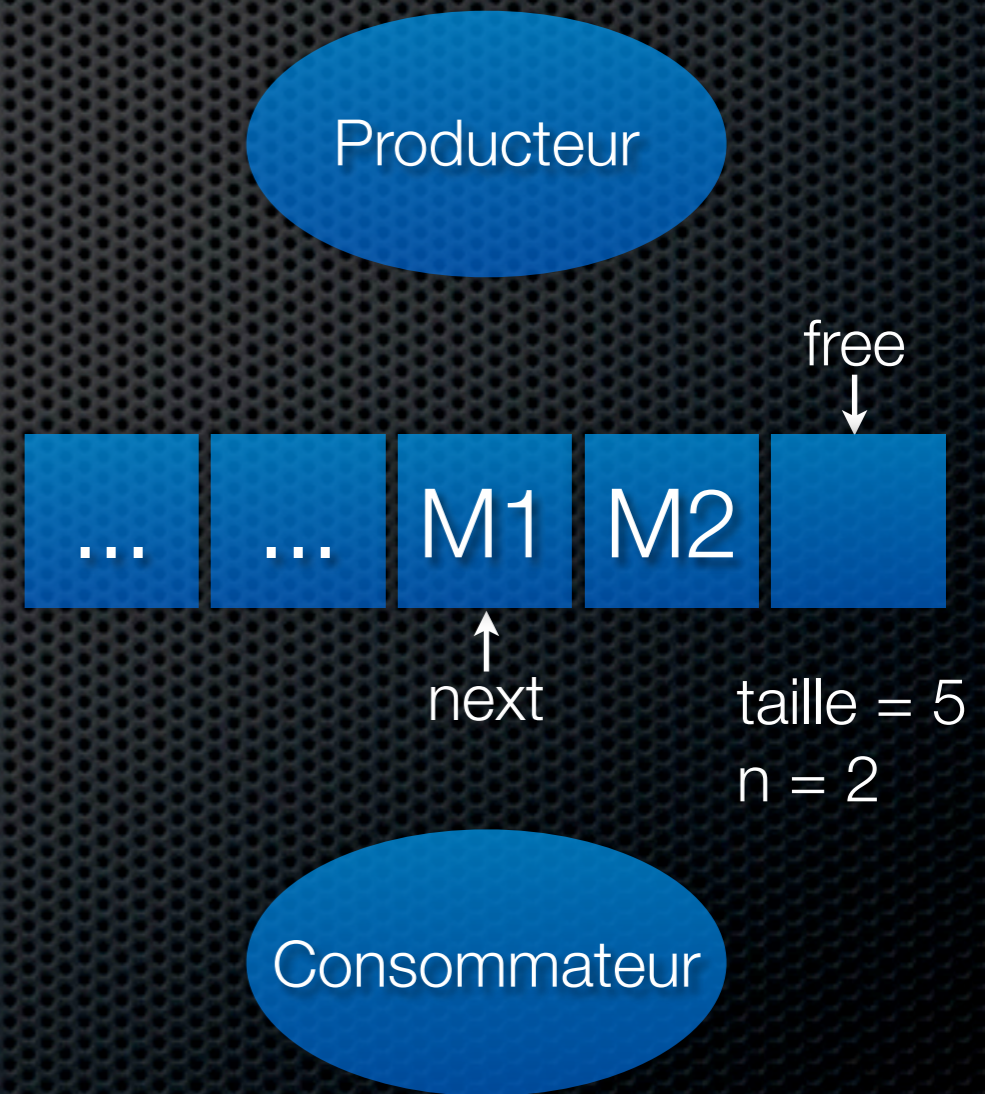 Producteur
free
... ... M1 M2
next
taille = 5
n = 2
Consommateur